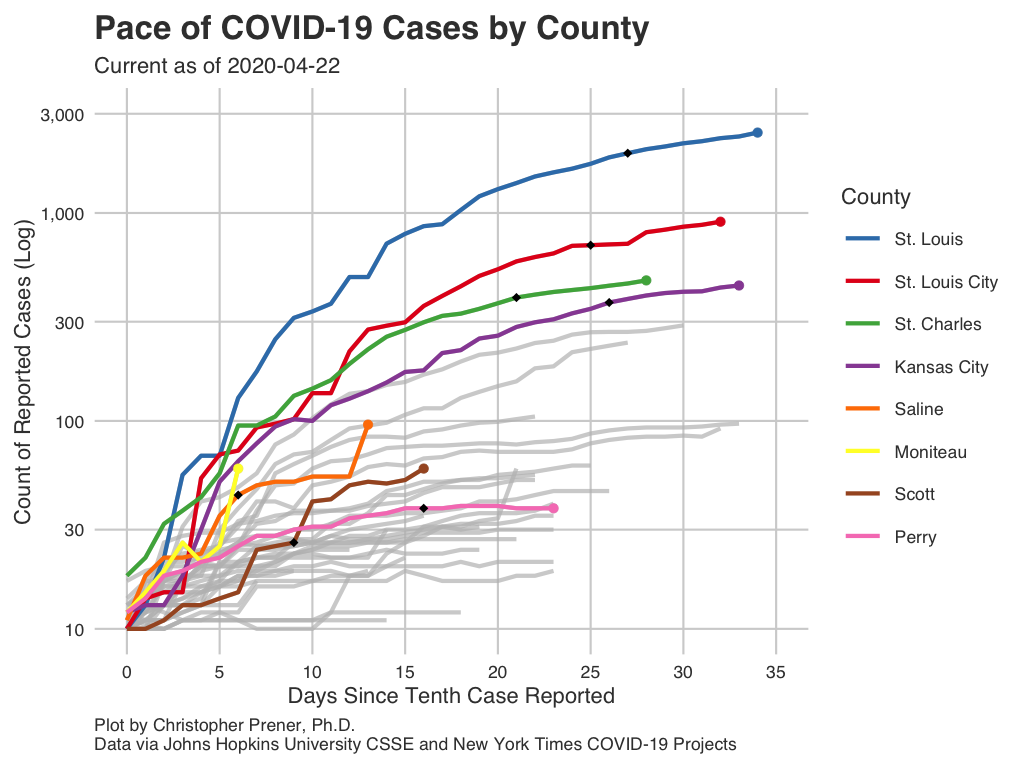 Pace of COVID-19 Cases by County
Current as of 2020-04-22
Count of Reported Cases (Log)
3,000
1,000
300
100
30
10
0
5
10
15
20
25
30
35
Days Since Tenth Case Reported
County
St. Louis
St. Louis City
St. Charles
Kansas City
Saline
Moniteau
Scott
Perry
Plot by Christopher Prener, Ph.D.
Data via Johns Hopkins University CSSE and New York Times COVID-19 Projects